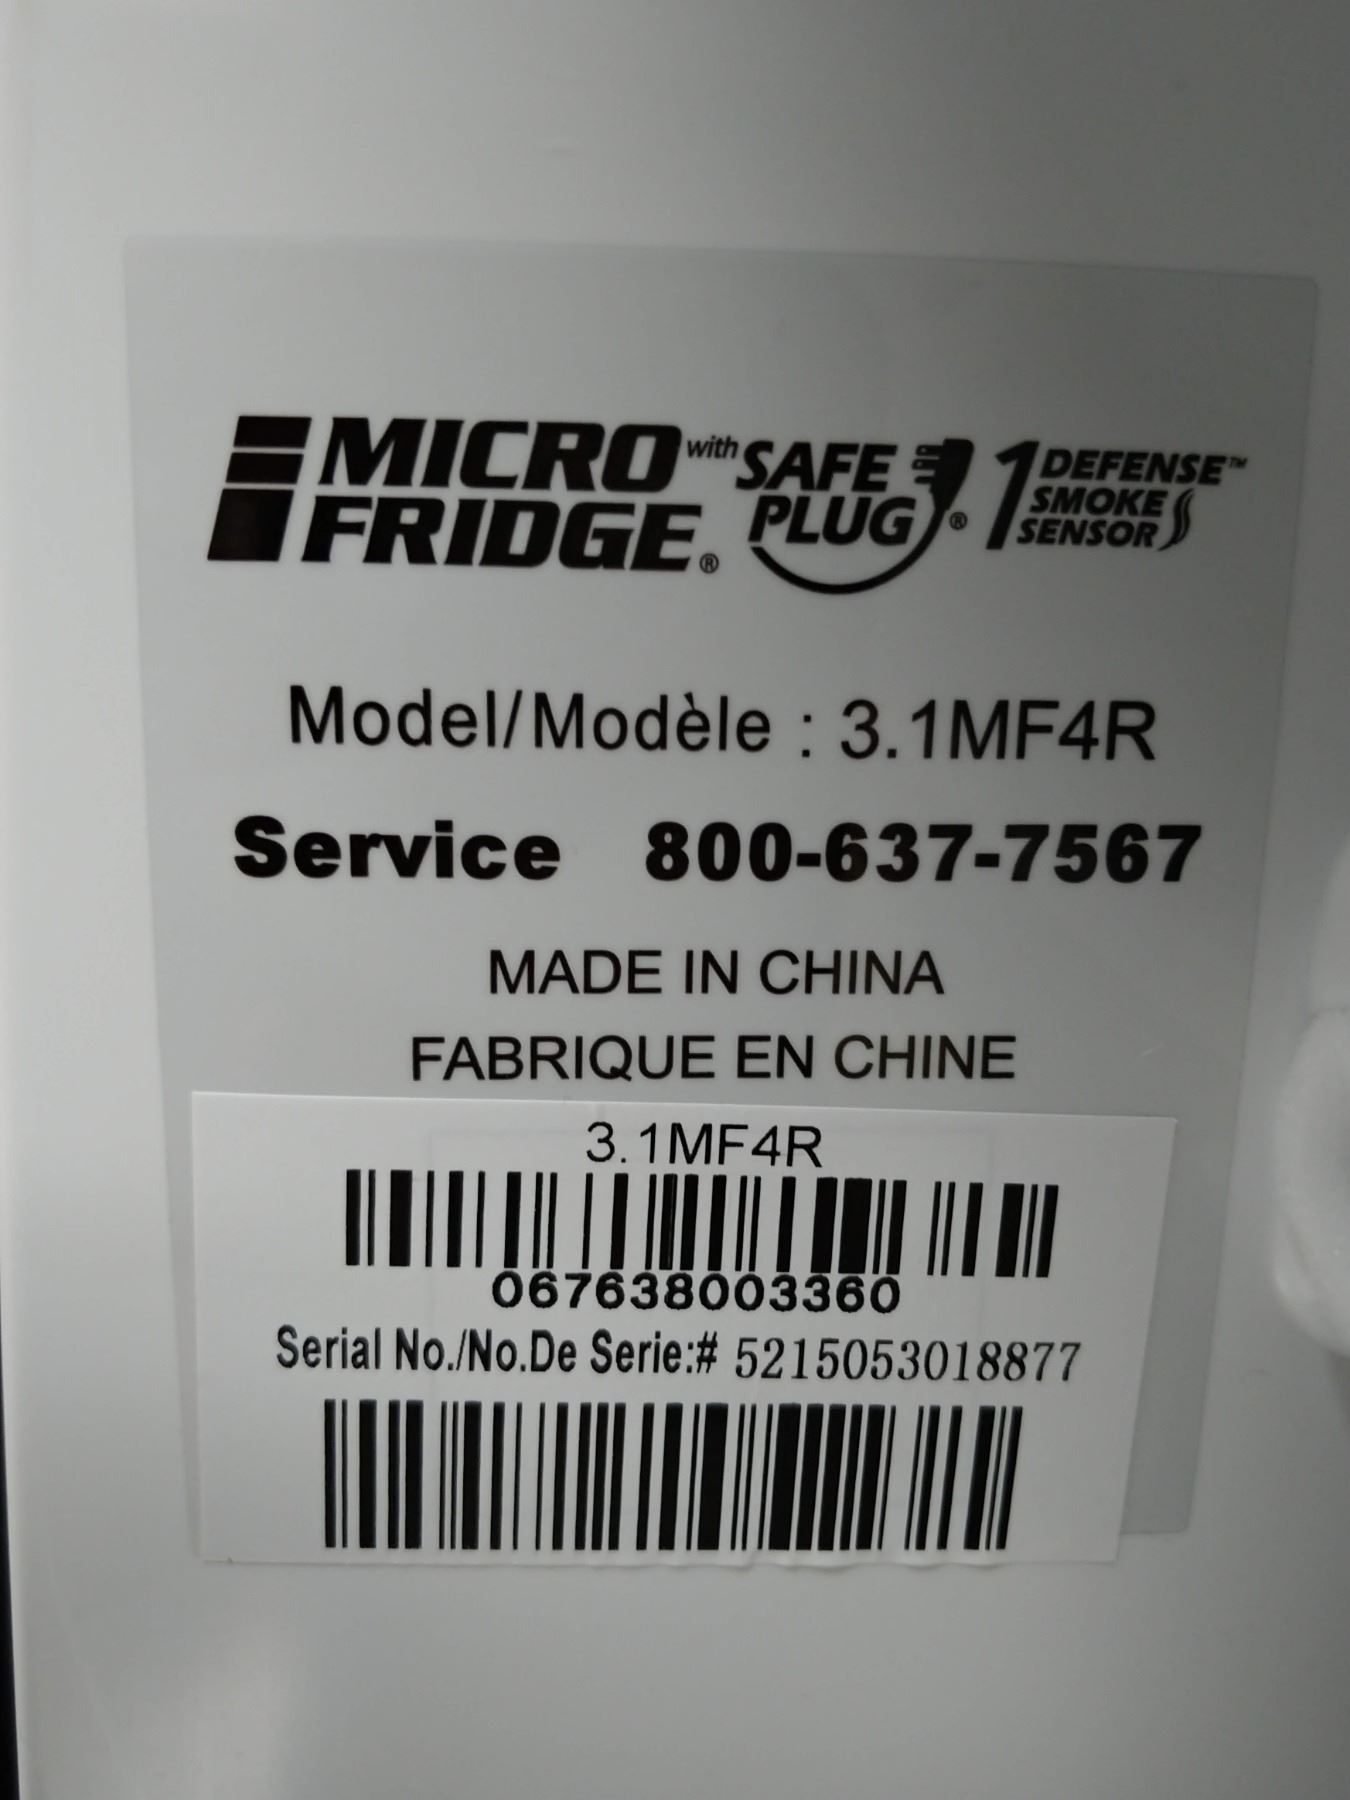 MICRO FRIDGE® with SAFE PLUG® 1 DEFENSE™ SMOKE SENSOR
Model/Modèle : 3.1MF4R
Service 800-637-7567
MADE IN CHINA
FABRIQUE EN CHINE
3.1MF4R
067638003360
Serial No./No.De Serie:# 5215053018877